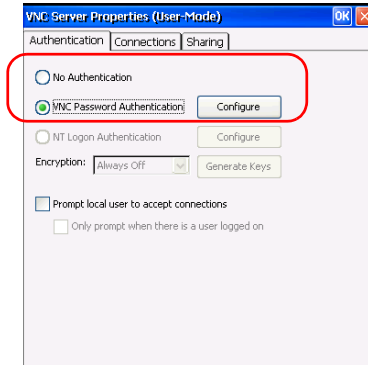 VNC Server Properties (User-Mode) OK
Authentication Connections Sharing
No Authentication
VNC Password Authentication Configure
NT Logon Authentication Configure
Encryption: Always Off Generate Keys
Prompt local user to accept connections
Only prompt when there is a user logged on